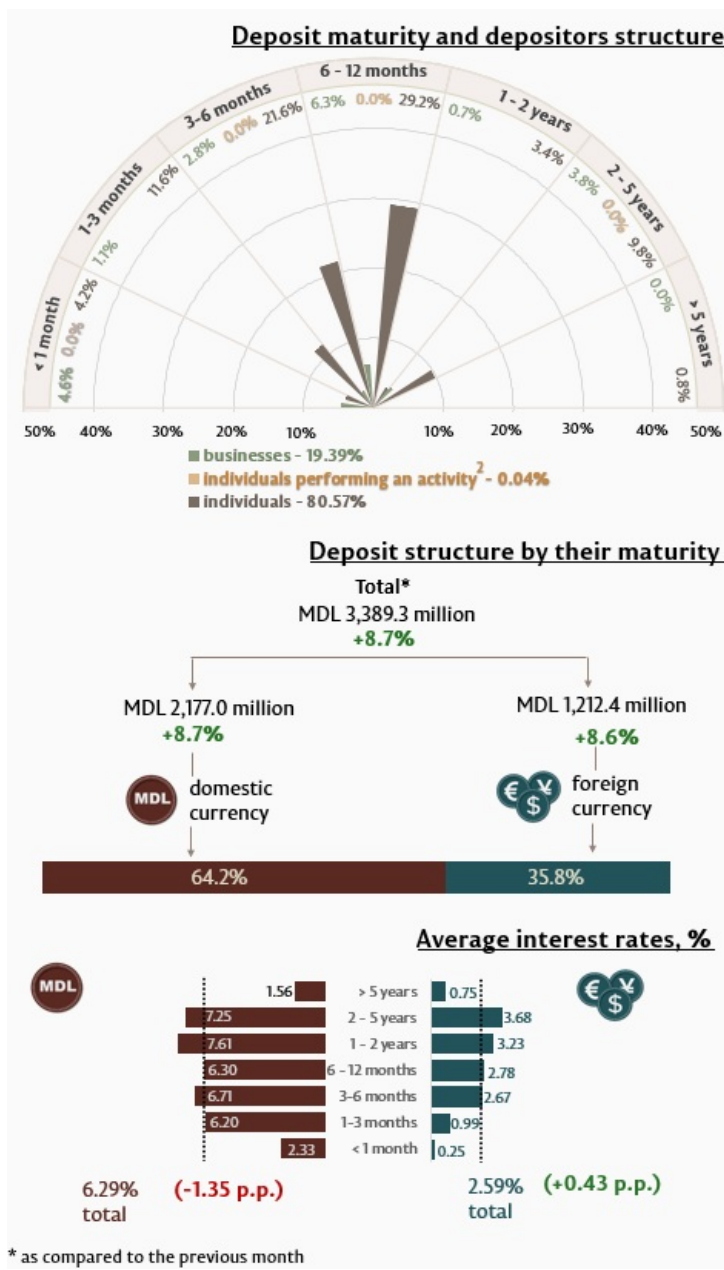 Deposit maturity and depositors structure
< 1 month
1-3 months
3-6 months
6 - 12 months
1 - 2 years
2 - 5 years
> 5 years
4.6% 0.0% 4.2%
1.1% 11.6%
2.8% 0.0% 21.6%
6.3% 0.0% 29.2%
0.7% 3.4%
3.8% 0.0% 9.8%
0.0% 0.8%
50% 40% 30% 20% 10% 10% 20% 30% 40% 50%
businesses - 19.39%
individuals performing an activity2 - 0.04%
individuals - 80.57%
Deposit structure by their maturity
Total*
MDL 3,389.3 million
+8.7%
MDL 2,177.0 million
+8.7%
MDL 1,212.4 million
+8.6%
MDL
domestic
currency
€ ¥ $
foreign
currency
64.2% 35.8%
Average interest rates, %
MDL
€ ¥ $
1.56 > 5 years 0.75
7.25 2 - 5 years 3.68
7.61 1 - 2 years 3.23
6.30 6 - 12 months 2.78
6.71 3-6 months 2.67
6.20 1-3 months 0.99
2.33 < 1 month 0.25
6.29% (-1.35 p.p.)
total
2.59% (+0.43 p.p.)
total
* as compared to the previous month